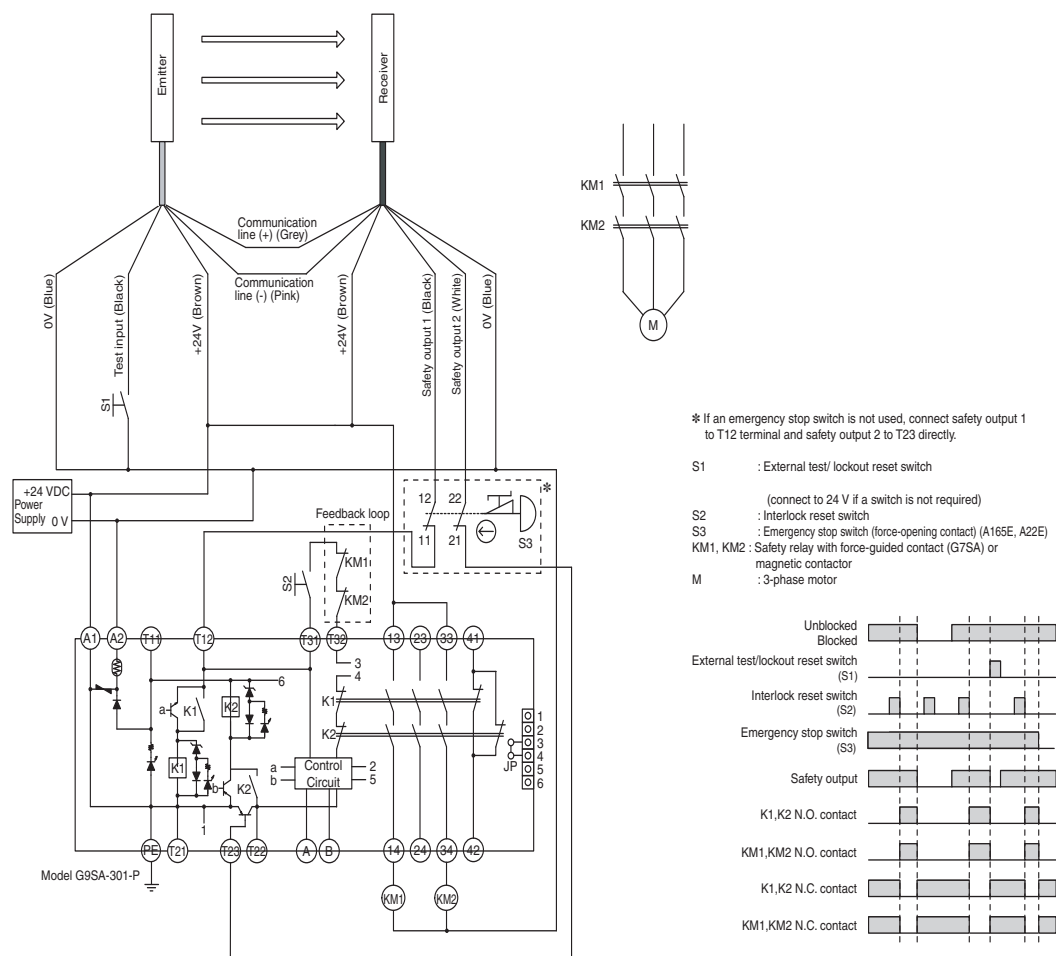 Emitter
Receiver
Communication
line (+) (Grey)
Communication
line (-) (Pink)
0V (Blue)
Test input (Black)
+24V (Brown)
+24V (Brown)
Safety output 1 (Black)
Safety output 2 (White)
0V (Blue)
S1
KM1
KM2
M
✻ If an emergency stop switch is not used, connect safety output 1
to T12 terminal and safety output 2 to T23 directly.
S1 : External test/ lockout reset switch
(connect to 24 V if a switch is not required)
S2 : Interlock reset switch
S3 : Emergency stop switch (force-opening contact) (A165E, A22E)
KM1, KM2 : Safety relay with force-guided contact (G7SA) or
magnetic contactor
M : 3-phase motor
+24 VDC
Power
Supply 0 V
Feedback loop
12 22
11 21
S3
✻
S2
KM1
KM2
A1 A2 T11 T12 T31 T32 13 23 33 41
3
4
6
a K1 K2
K1
K2
K1
b K2
a Control 2
b Circuit 5
1
JP
1
2
3
4
5
6
PE T21 T23 T22 A B 14 24 34 42
Model G9SA-301-P
KM1 KM2
Unblocked
Blocked
External test/lockout reset switch
(S1)
Interlock reset switch
(S2)
Emergency stop switch
(S3)
Safety output
K1,K2 N.O. contact
KM1,KM2 N.O. contact
K1,K2 N.C. contact
KM1,KM2 N.C. contact